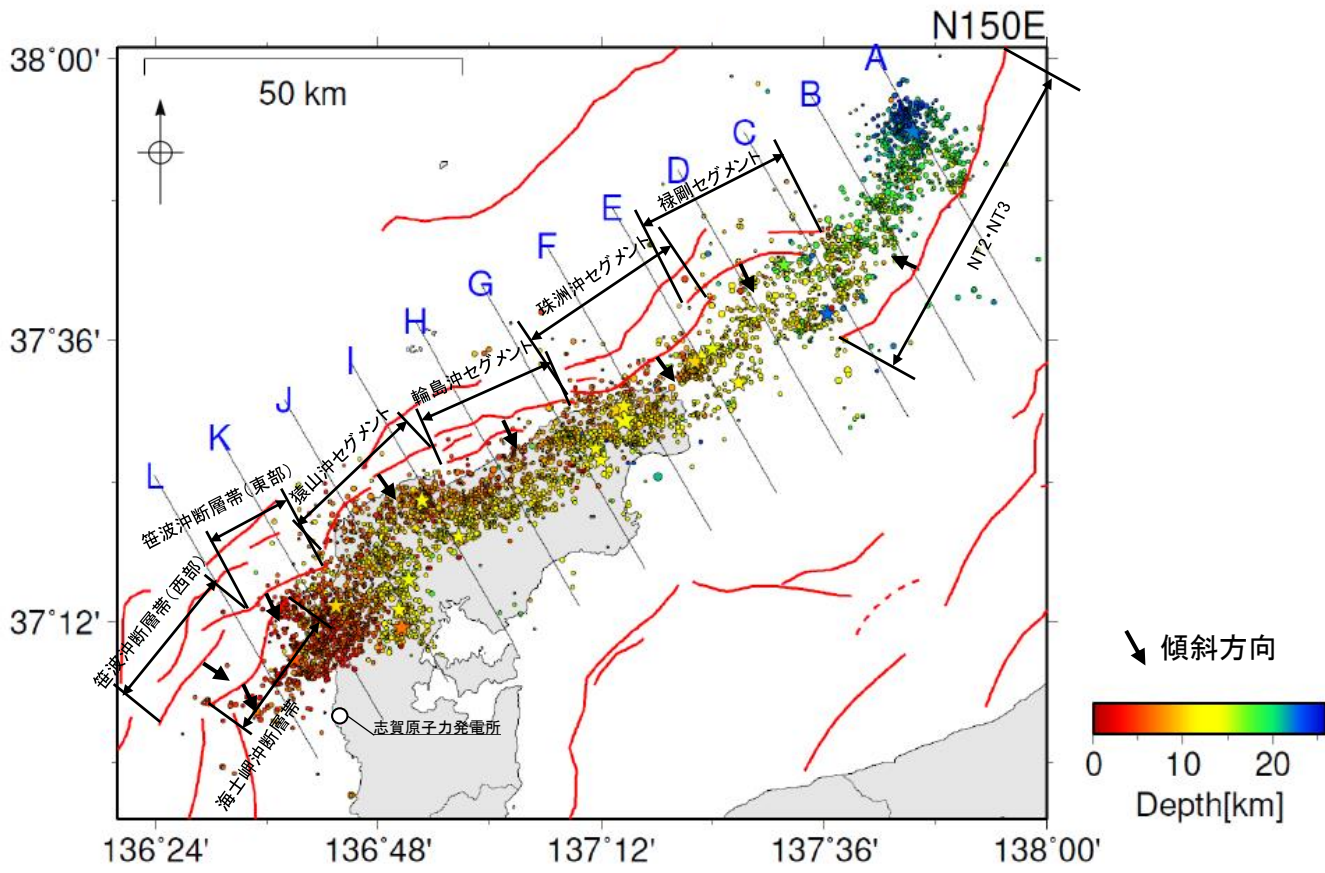 N150E
38°00'
50 km
A
B
C
禄剛セグメント
D
E
NT2・NT3
F
珠洲沖セグメント
G
37°36'
H
輪島沖セグメント
I
J
猿山沖セグメント
K
笹波沖断層帯(東部)
L
37°12'
笹波沖断層帯(西部)
海士岬沖断層帯
志賀原子力発電所
傾斜方向
0 10 20
Depth[km]
136°24' 136°48' 137°12' 137°36' 138°00'